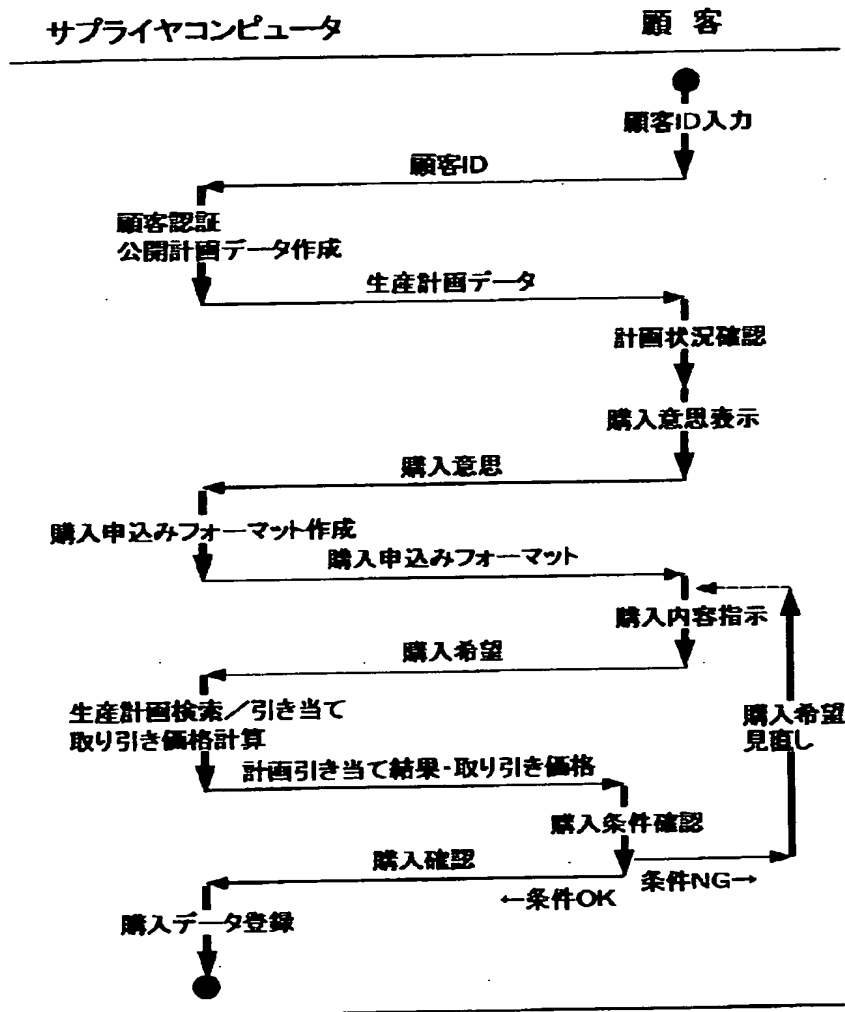 サプライヤコンピュータ
顧 客
顧客ID入力
顧客ID
顧客認証
公開計画データ作成
生産計画データ
計画状況確認
購入意思表示
購入意思
購入申込みフォーマット作成
購入申込みフォーマット
購入内容指示
購入希望
生産計画検索／引き当て
取り引き価格計算
購入希望
見直し
計画引き当て結果・取り引き価格
購入条件確認
購入確認
条件NG→
←条件OK
購入データ登録